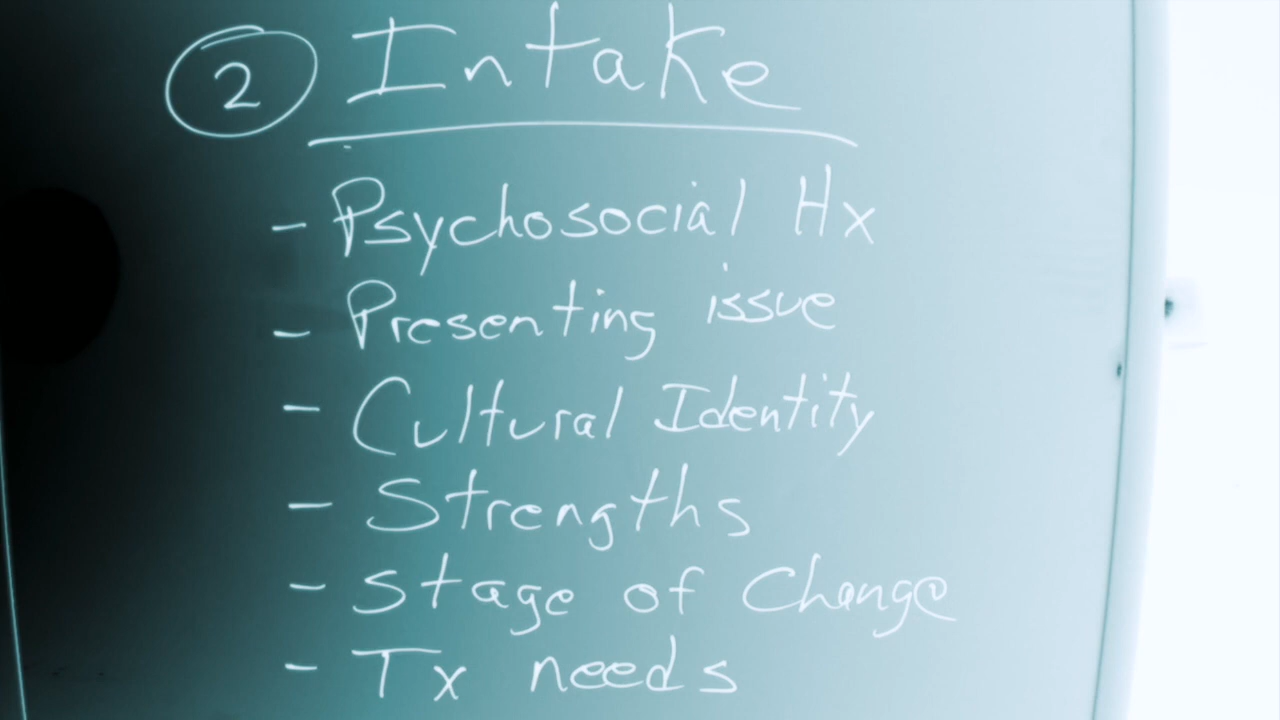 2 Intake
- Psychosocial Hx
- Presenting issue
- Cultural Identity
- Strengths
- Stage of Change
- Tx needs